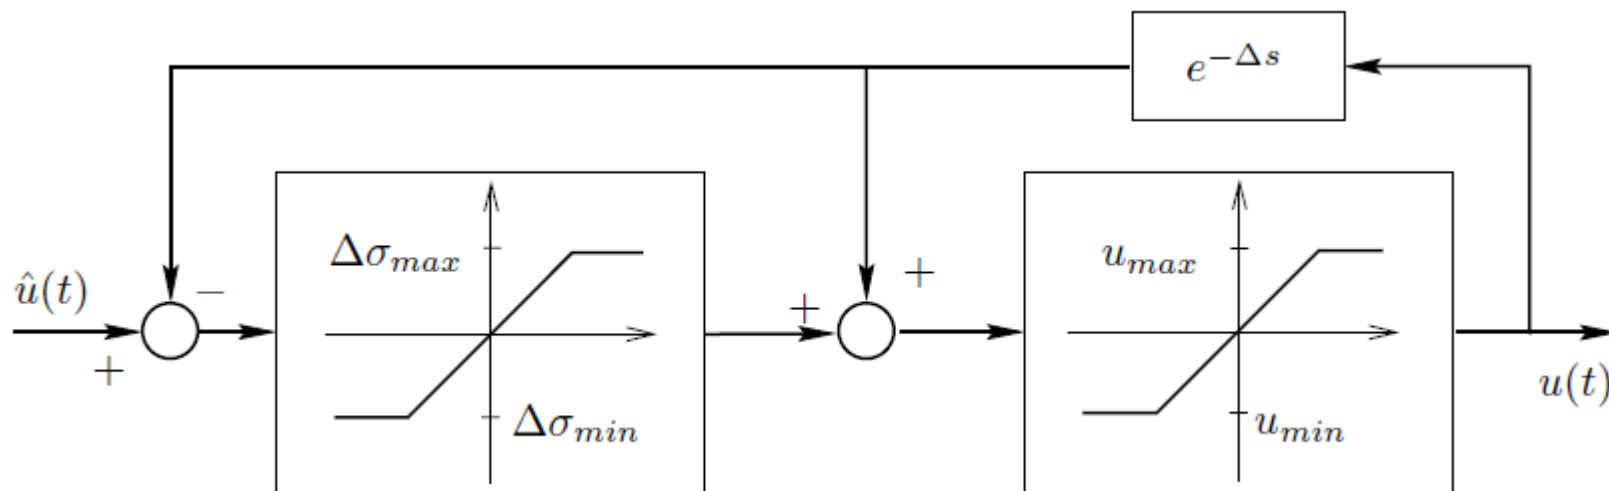 e^{-Δs}
û(t)
−
+
Δσ_{max}
Δσ_{min}
+
+
u_{max}
u_{min}
u(t)